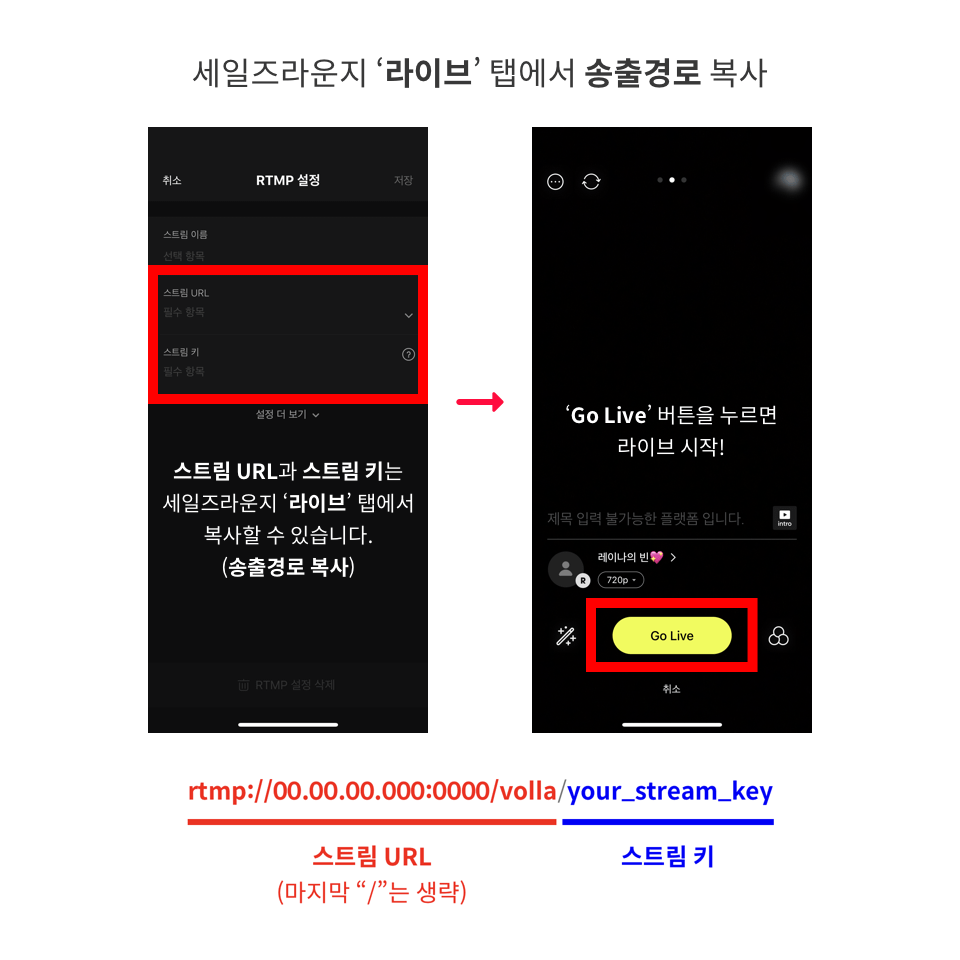 세일즈라운지 ‘라이브’ 탭에서 송출경로 복사
취소
RTMP 설정
저장
스트림 이름
선택 항목
스트림 URL
필수 항목
스트림 키
?
필수 항목
설정 더 보기
스트림 URL과 스트림 키는
세일즈라운지 ‘라이브’ 탭에서
복사할 수 있습니다.
(송출경로 복사)
RTMP 설정 삭제
‘Go Live’ 버튼을 누르면
라이브 시작!
제목 입력 불가능한 플랫폼 입니다.
intro
레이나의 빈💖
R
720p
Go Live
취소
rtmp://00.00.00.000:0000/volla/your_stream_key
스트림 URL
스트림 키
(마지막 “/”는 생략)